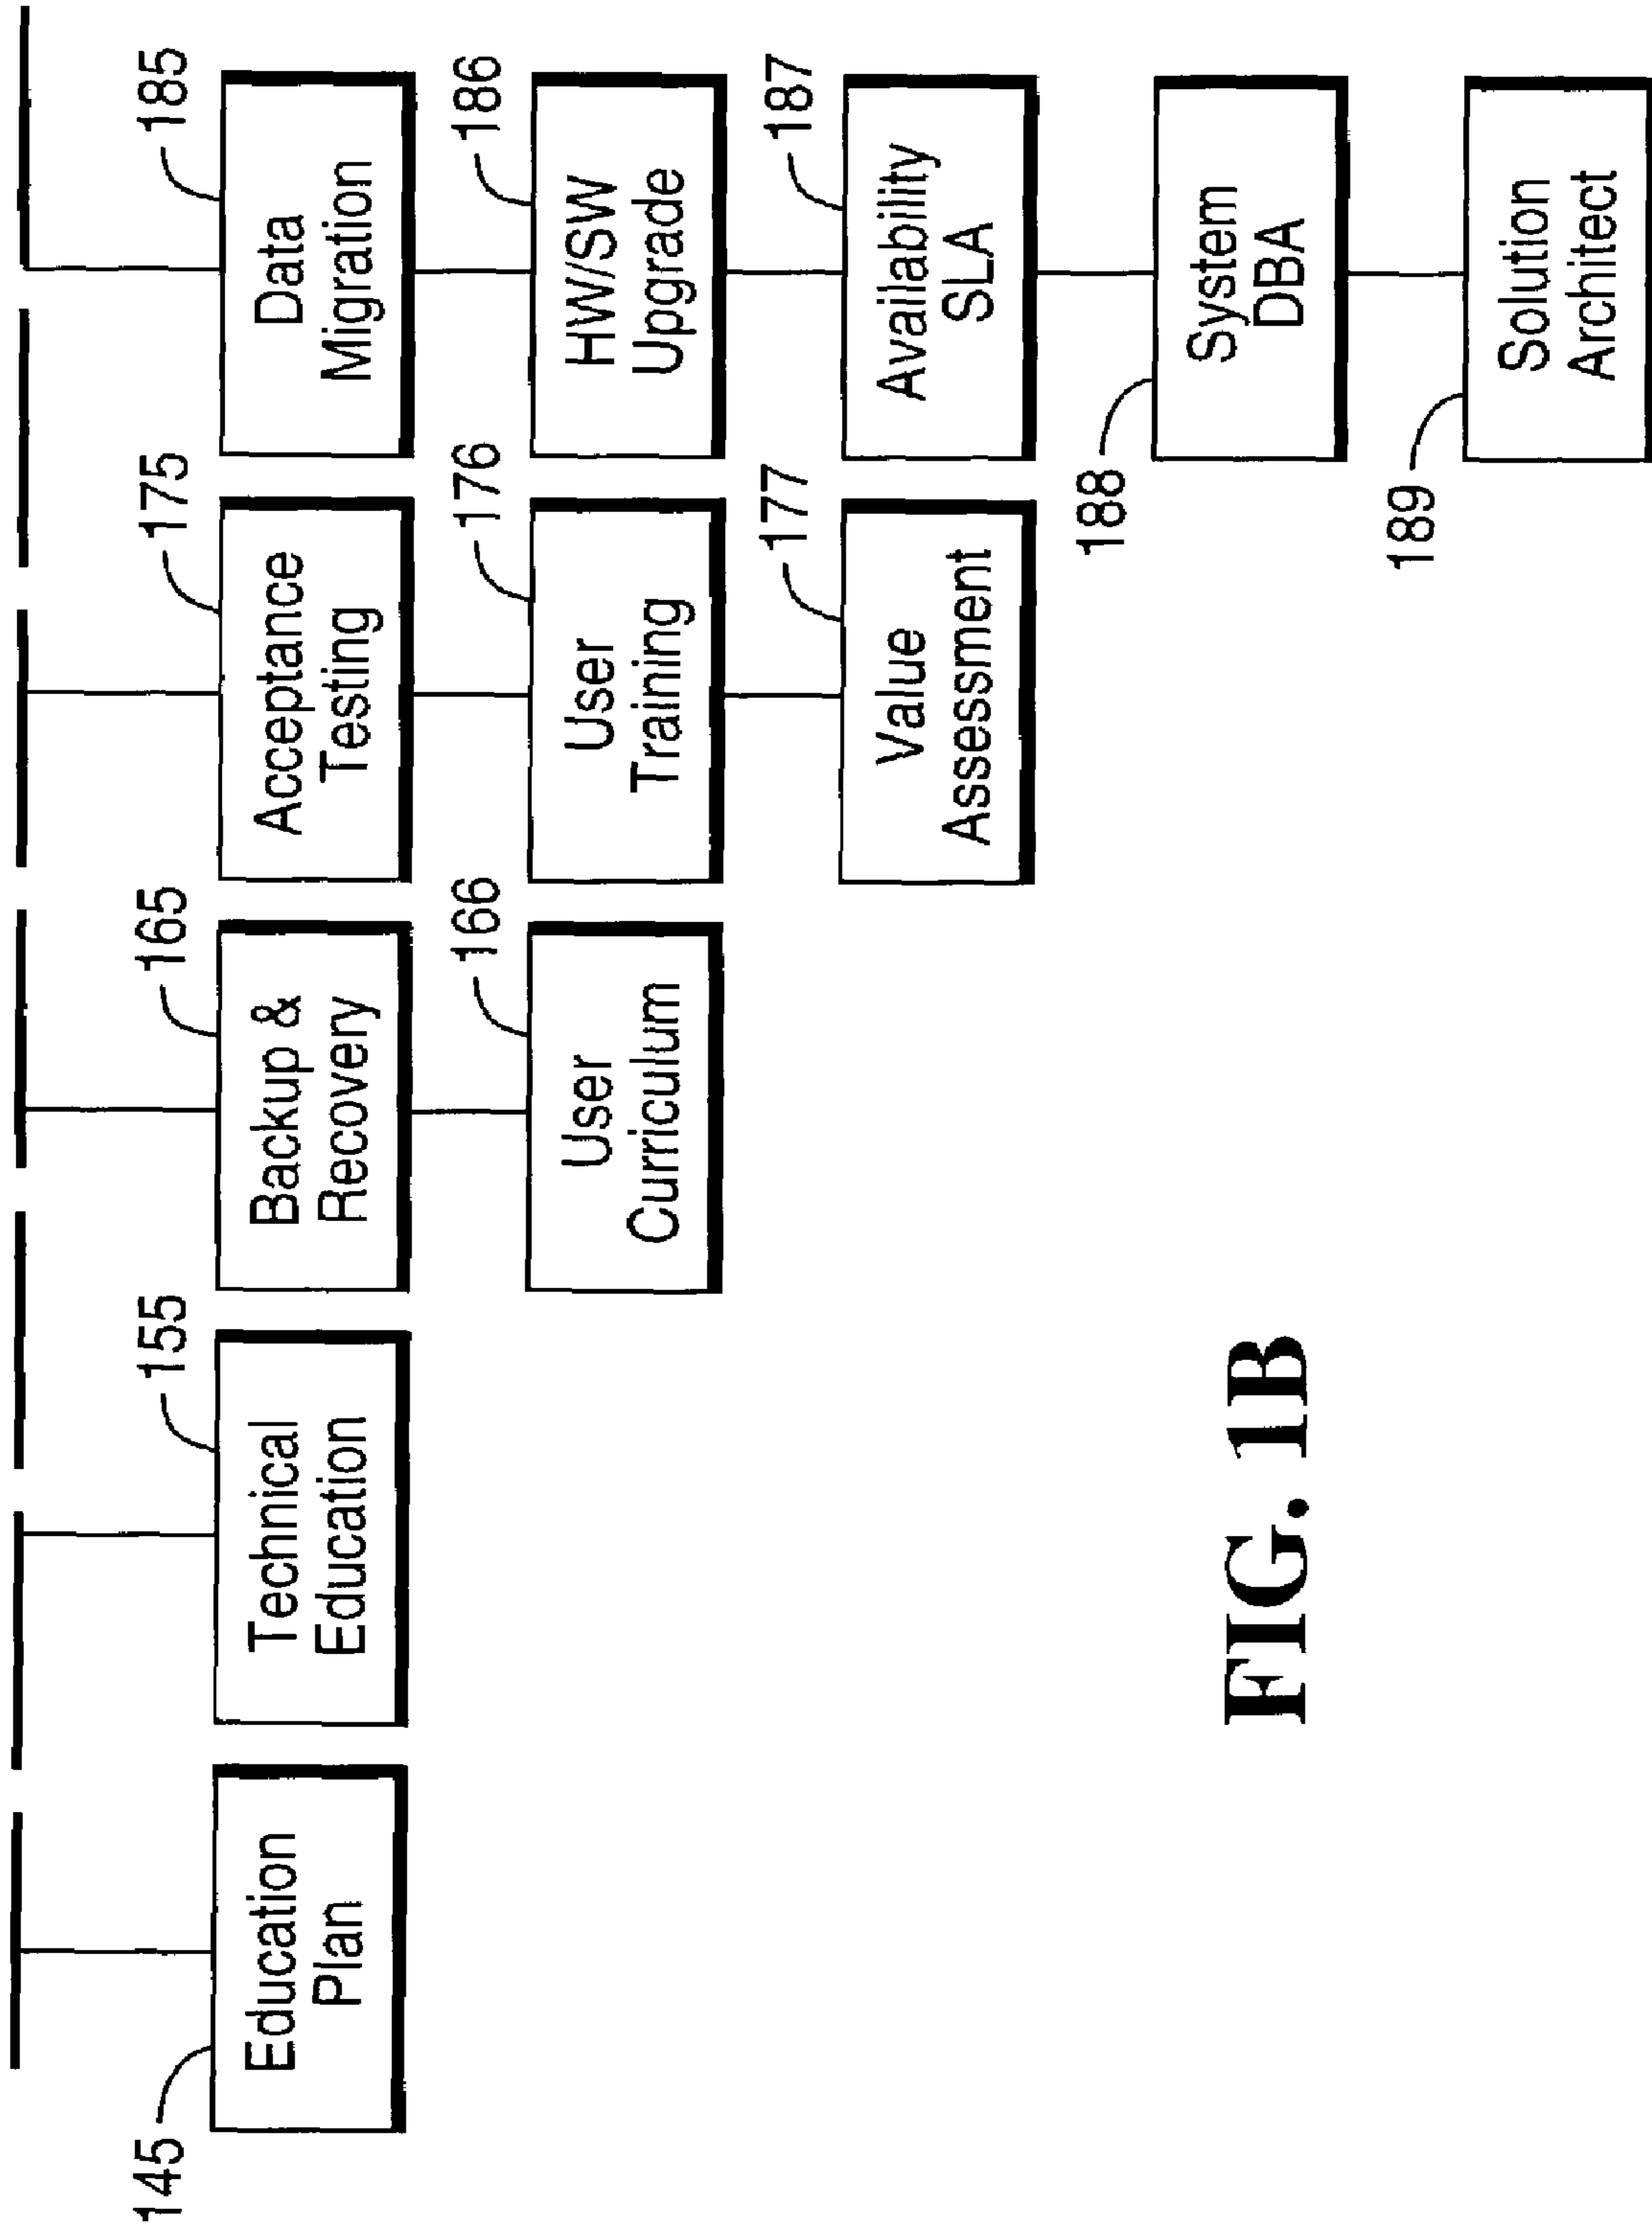 145
Education
Plan
155
Technical
Education
165
Backup &
Recovery
166
User
Curriculum
175
Acceptance
Testing
176
User
Training
177
Value
Assessment
185
Data
Migration
186
HW/SW
Upgrade
187
Availability
SLA
188
System
DBA
189
Solution
Architect
FIG. 1B